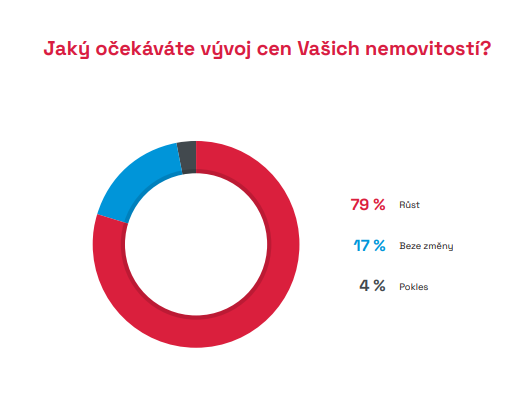 Jaký očekáváte vývoj cen Vašich nemovitostí?
79 % Růst
17 % Beze změny
4 % Pokles